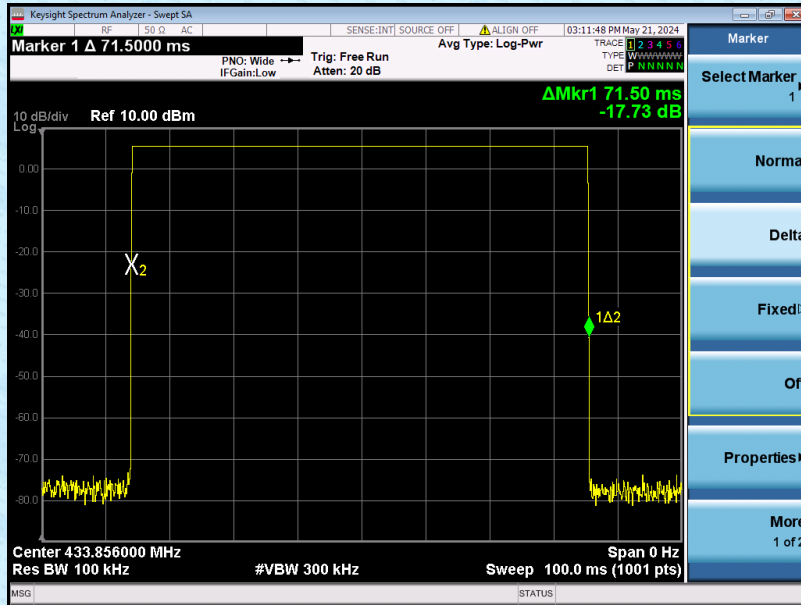 Keysight Spectrum Analyzer - Swept SA
LXI RF 50 Ω AC SENSE:INT SOURCE OFF ALIGN OFF 03:11:48 PM May 21, 2024
Marker 1 Δ 71.5000 ms
PNO: Wide
IFGain:Low
Trig: Free Run
Atten: 20 dB
Avg Type: Log-Pwr
TRACE 1 2 3 4 5 6
TYPE WWWWWW
DET P N N N N N
ΔMkr1 71.50 ms
-17.73 dB
10 dB/div Ref 10.00 dBm
Log
0.00
-10.0
-20.0
-30.0
-40.0
-50.0
-60.0
-70.0
-80.0
2
1Δ2
Center 433.856000 MHz
Span 0 Hz
Res BW 100 kHz
#VBW 300 kHz
Sweep 100.0 ms (1001 pts)
MSG
STATUS
Marker
Select Marker
1
Norma
Delta
Fixed
Of
Properties
More
1 of 2